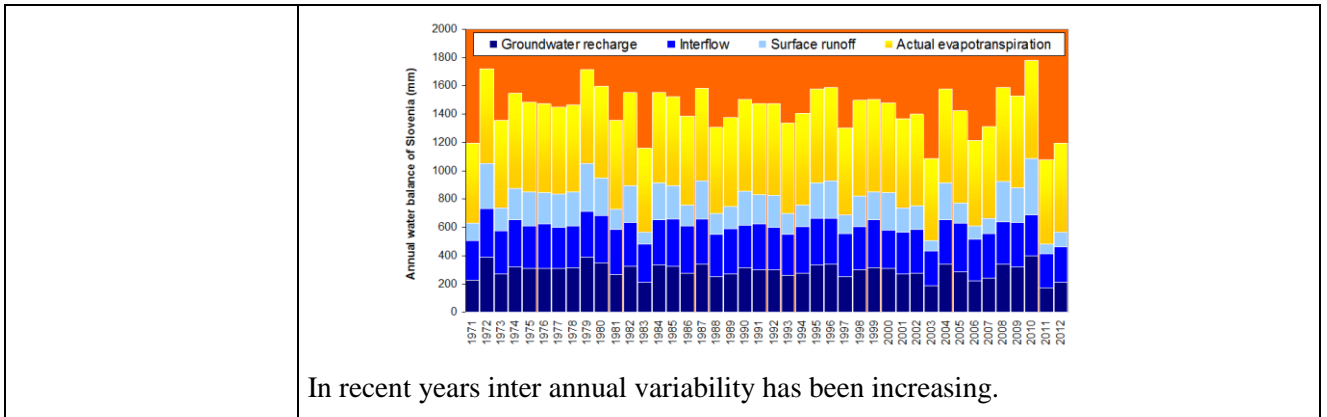 2000
Groundwater recharge Interflow Surface runoff Actual evapotranspiration
1800
1600
1400
1200
1000
800
600
400
200
0
Annual water balance of Slovenia (mm)
1971 1972 1973 1974 1975 1976 1977 1978 1979 1980 1981 1982 1983 1984 1985 1986 1987 1988 1989 1990 1991 1992 1993 1994 1995 1996 1997 1998 1999 2000 2001 2002 2003 2004 2005 2006 2007 2008 2009 2010 2011 2012
In recent years inter annual variability has been increasing.